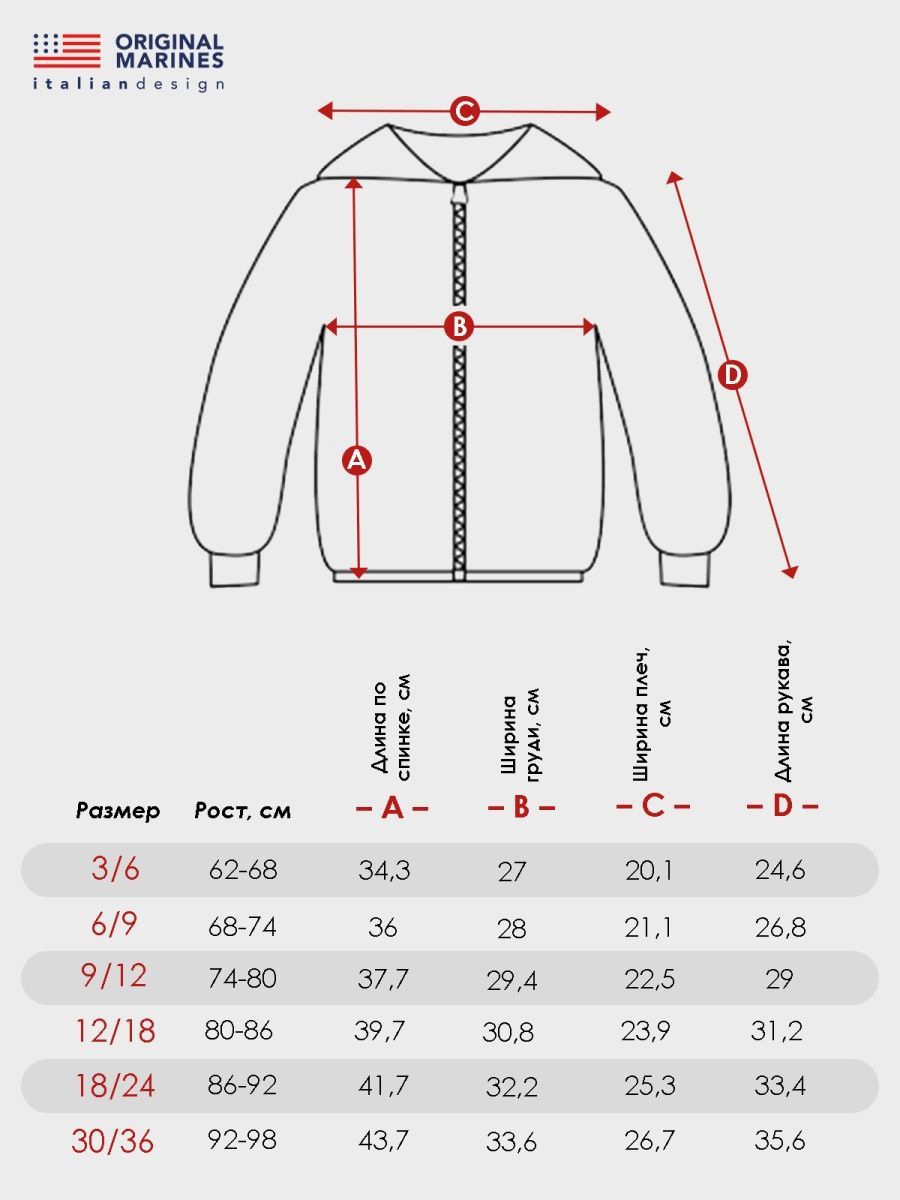 ORIGINAL
MARINES
italiandesign
C
B
D
A
Длина по
спинке, см
Ширина
груди, см
Ширина плеч,
см
Длина рукава,
см
Размер Рост, см – A – – B – – C – – D –
3/6 62-68 34,3 27 20,1 24,6
6/9 68-74 36 28 21,1 26,8
9/12 74-80 37,7 29,4 22,5 29
12/18 80-86 39,7 30,8 23,9 31,2
18/24 86-92 41,7 32,2 25,3 33,4
30/36 92-98 43,7 33,6 26,7 35,6